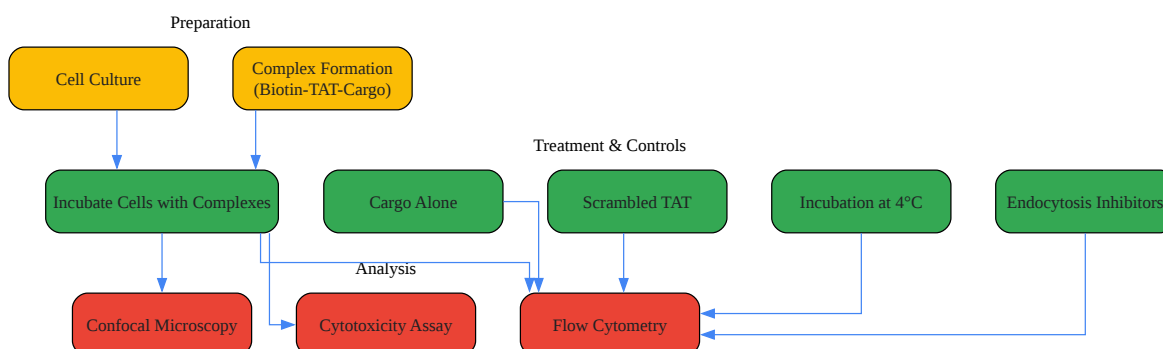 Preparation
Cell Culture
Complex Formation
(Biotin-TAT-Cargo)
Treatment & Controls
Incubate Cells with Complexes
Cargo Alone
Scrambled TAT
Incubation at 4°C
Endocytosis Inhibitors
Analysis
Confocal Microscopy
Cytotoxicity Assay
Flow Cytometry